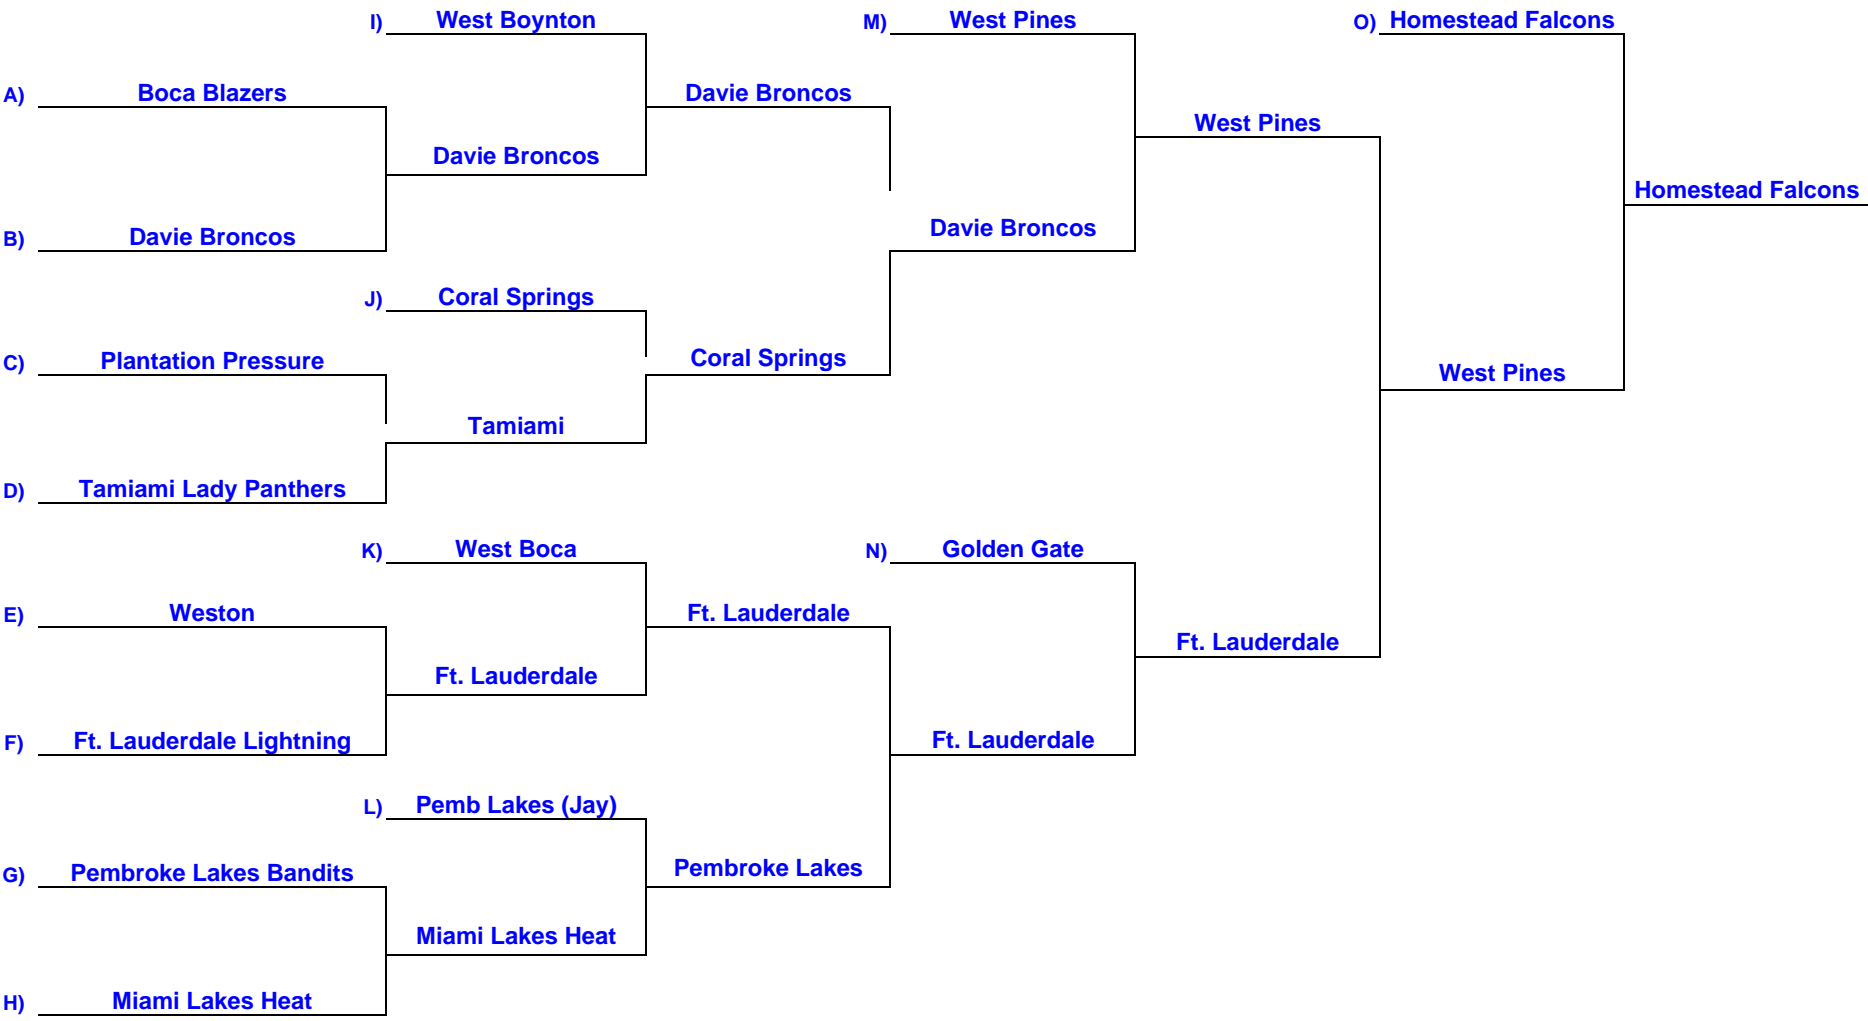 I) West Boynton
M) West Pines
O) Homestead Falcons
A) Boca Blazers
Davie Broncos
West Pines
Davie Broncos
Homestead Falcons
B) Davie Broncos
Davie Broncos
J) Coral Springs
C) Plantation Pressure
Coral Springs
West Pines
Tamiami
D) Tamiami Lady Panthers
K) West Boca
N) Golden Gate
E) Weston
Ft. Lauderdale
Ft. Lauderdale
Ft. Lauderdale
F) Ft. Lauderdale Lightning
Ft. Lauderdale
L) Pemb Lakes (Jay)
G) Pembroke Lakes Bandits
Pembroke Lakes
Miami Lakes Heat
H) Miami Lakes Heat